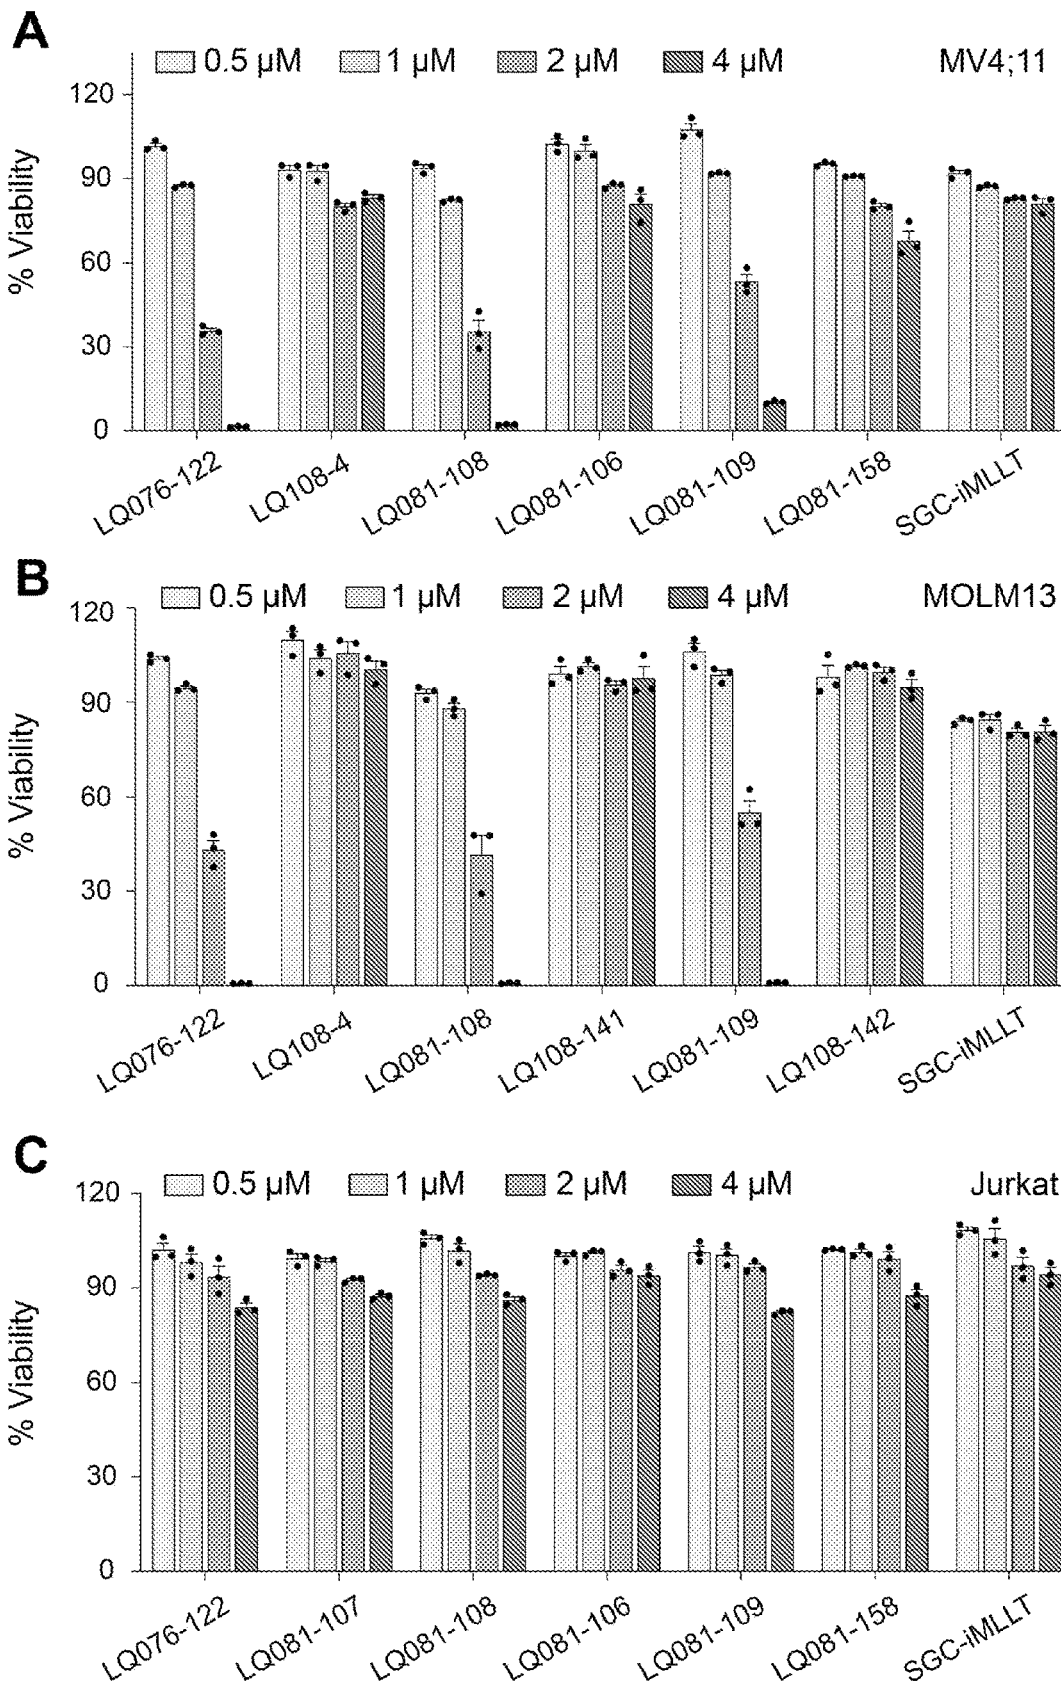 A
0.5 µM 1 µM 2 µM 4 µM MV4;11
120
90
60
30
0
% Viability
LQ076-122 LQ108-4 LQ081-108 LQ081-106 LQ081-109 LQ081-158 SGC-iMLLT
B
0.5 µM 1 µM 2 µM 4 µM MOLM13
120
90
60
30
0
% Viability
LQ076-122 LQ108-4 LQ081-108 LQ108-141 LQ081-109 LQ108-142 SGC-iMLLT
C
0.5 µM 1 µM 2 µM 4 µM Jurkat
120
90
60
30
0
% Viability
LQ076-122 LQ081-107 LQ081-108 LQ081-106 LQ081-109 LQ081-158 SGC-iMLLT